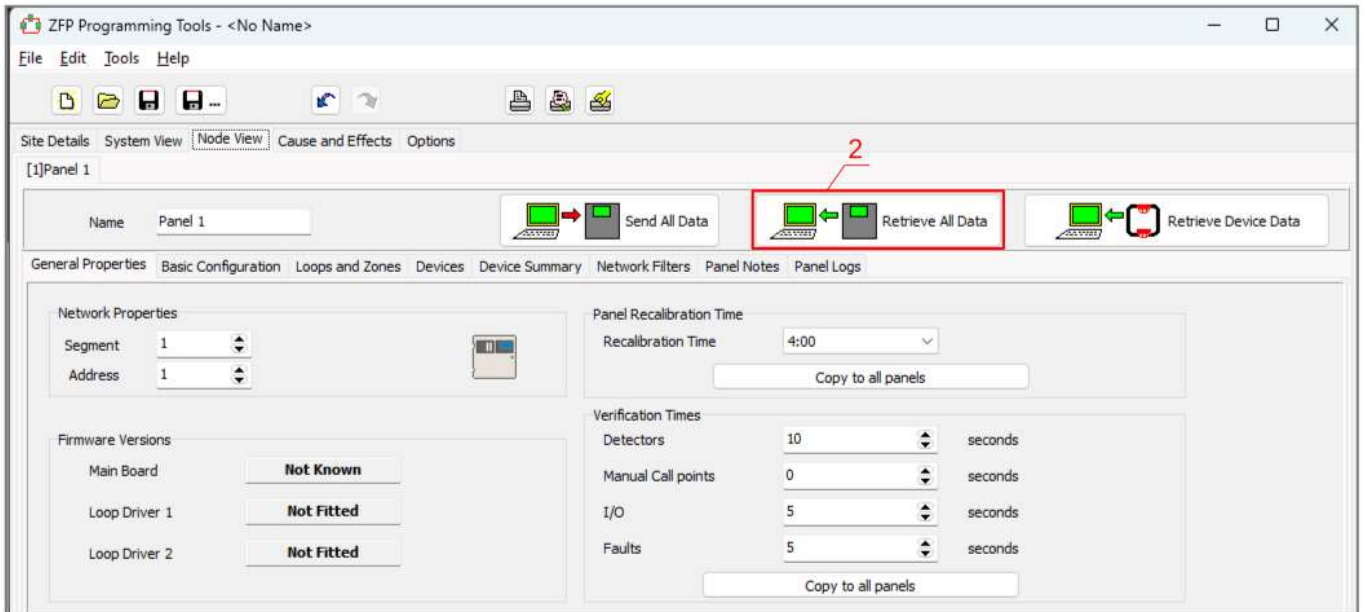 ZFP Programming Tools - <No Name>
File Edit Tools Help
...
Site Details System View Node View Cause and Effects Options
2
[1]Panel 1
Name Panel 1 Send All Data Retrieve All Data Retrieve Device Data
General Properties Basic Configuration Loops and Zones Devices Device Summary Network Filters Panel Notes Panel Logs
Network Properties Panel Recalibration Time
Segment 1 Recalibration Time 4:00
Address 1 Copy to all panels
Verification Times
Firmware Versions Detectors 10 seconds
Main Board Not Known Manual Call points 0 seconds
Loop Driver 1 Not Fitted I/O 5 seconds
Loop Driver 2 Not Fitted Faults 5 seconds
Copy to all panels